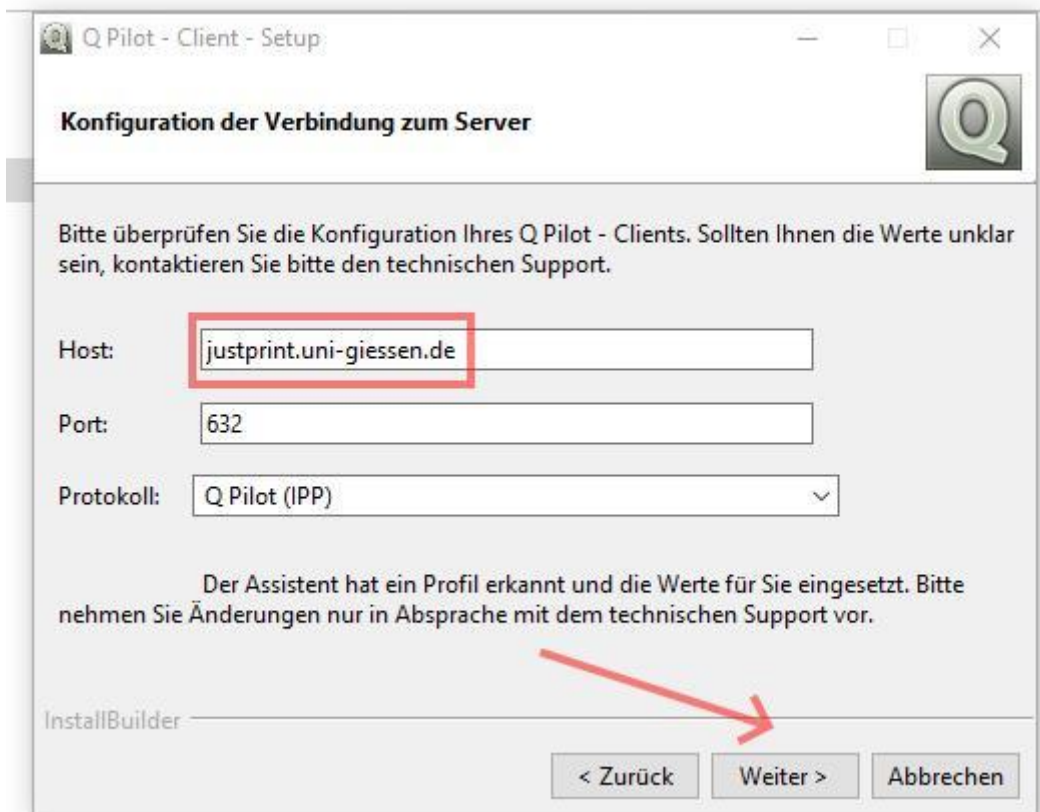 Q Pilot - Client - Setup
Konfiguration der Verbindung zum Server
Q
Bitte überprüfen Sie die Konfiguration Ihres Q Pilot - Clients. Sollten Ihnen die Werte unklar
sein, kontaktieren Sie bitte den technischen Support.
Host: justprint.uni-giessen.de
Port: 632
Protokoll: Q Pilot (IPP)
Der Assistent hat ein Profil erkannt und die Werte für Sie eingesetzt. Bitte
nehmen Sie Änderungen nur in Absprache mit dem technischen Support vor.
InstallBuilder
< Zurück Weiter > Abbrechen